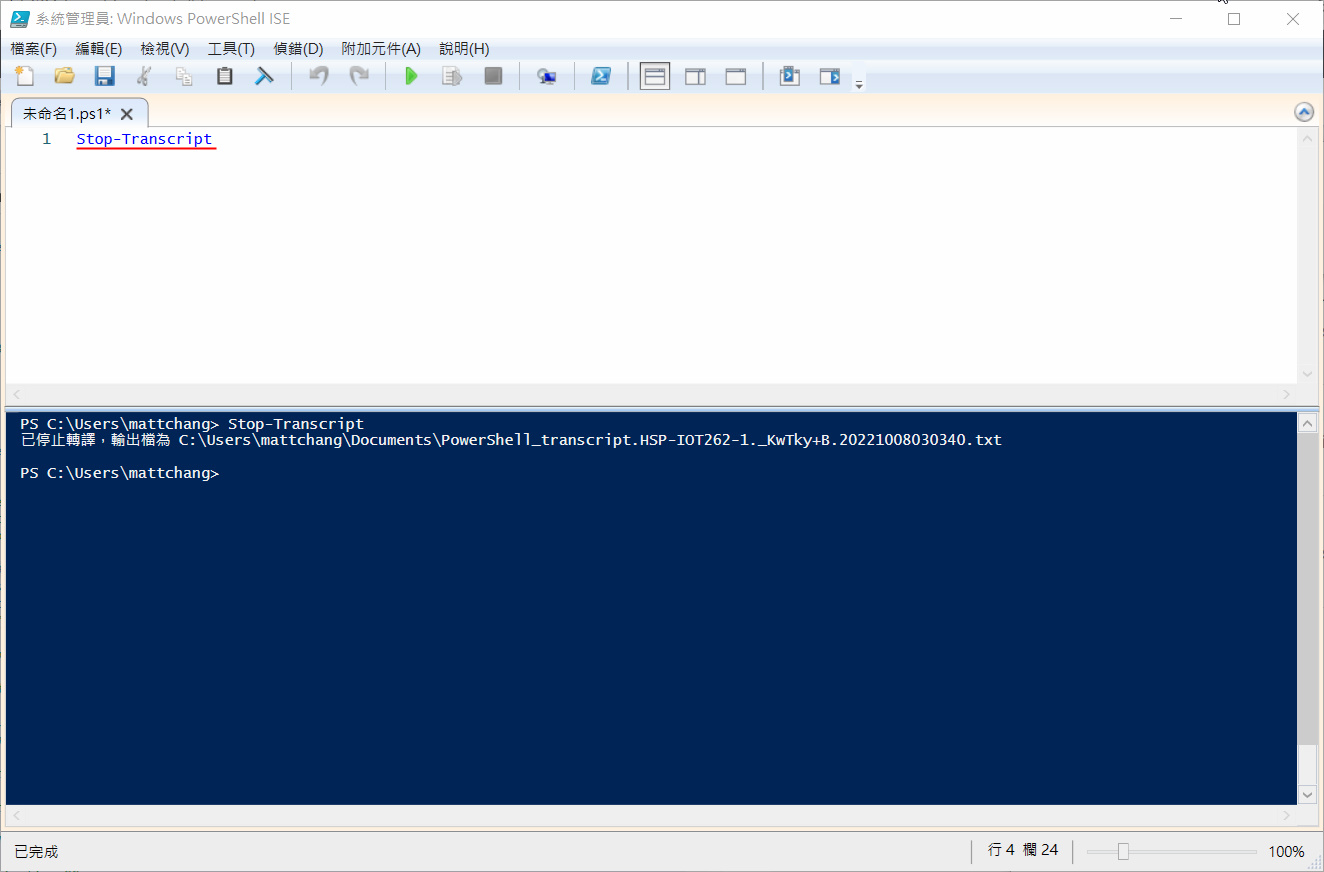 系統管理員: Windows PowerShell ISE
檔案(F) 編輯(E) 檢視(V) 工具(T) 偵錯(D) 附加元件(A) 說明(H)
未命名1.ps1*
1 Stop-Transcript
PS C:\Users\mattchang> Stop-Transcript
已停止轉譯，輸出檔為 C:\Users\mattchang\Documents\PowerShell_transcript.HSP-IOT262-1._KwTky+B.20221008030340.txt
PS C:\Users\mattchang>
已完成 行 4 欄 24 100%